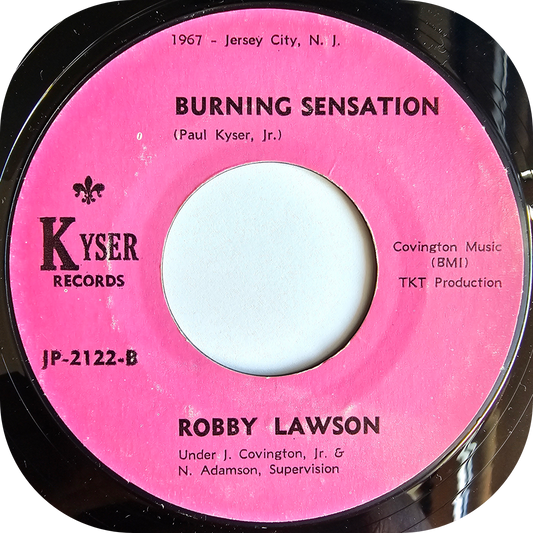 1967 - Jersey City, N. J.
BURNING SENSATION
(Paul Kyser, Jr.)
KYSER
RECORDS
Covington Music
(BMI)
TKT Production
JP-2122-B
ROBBY LAWSON
Under J. Covington, Jr. &
N. Adamson, Supervision